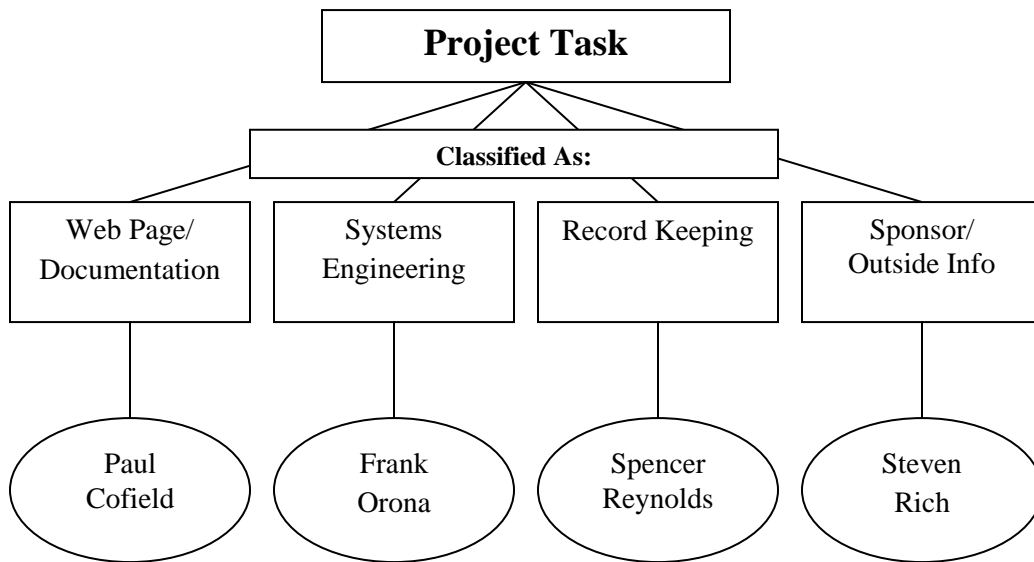 Project Task
Classified As:
Web Page/
Documentation
Systems
Engineering
Record Keeping
Sponsor/
Outside Info
Paul
Cofield
Frank
Orona
Spencer
Reynolds
Steven
Rich